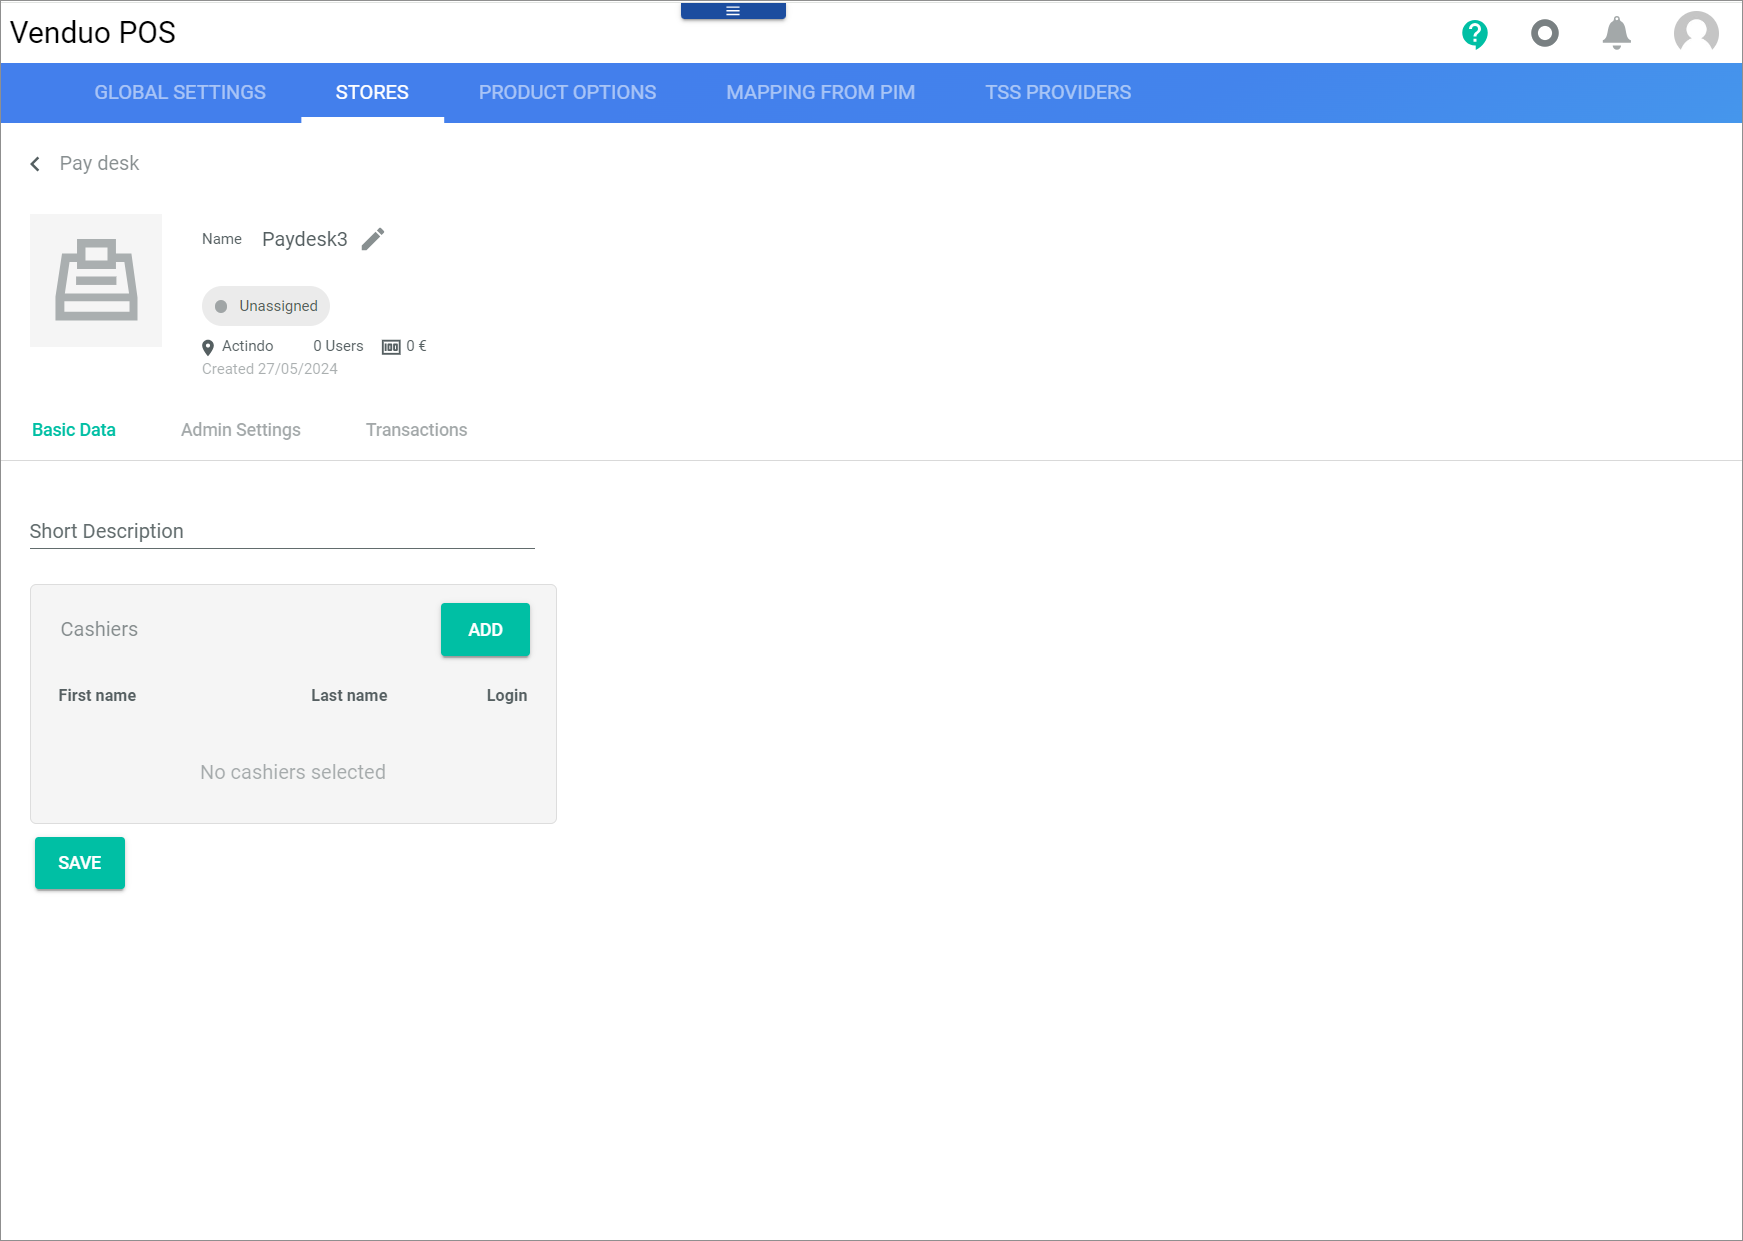 Venduo POS
?
GLOBAL SETTINGS STORES PRODUCT OPTIONS MAPPING FROM PIM TSS PROVIDERS
Pay desk
Name Paydesk3
Unassigned
Actindo 0 Users 100 0 €
Created 27/05/2024
Basic Data Admin Settings Transactions
Short Description
Cashiers ADD
First name Last name Login
No cashiers selected
SAVE